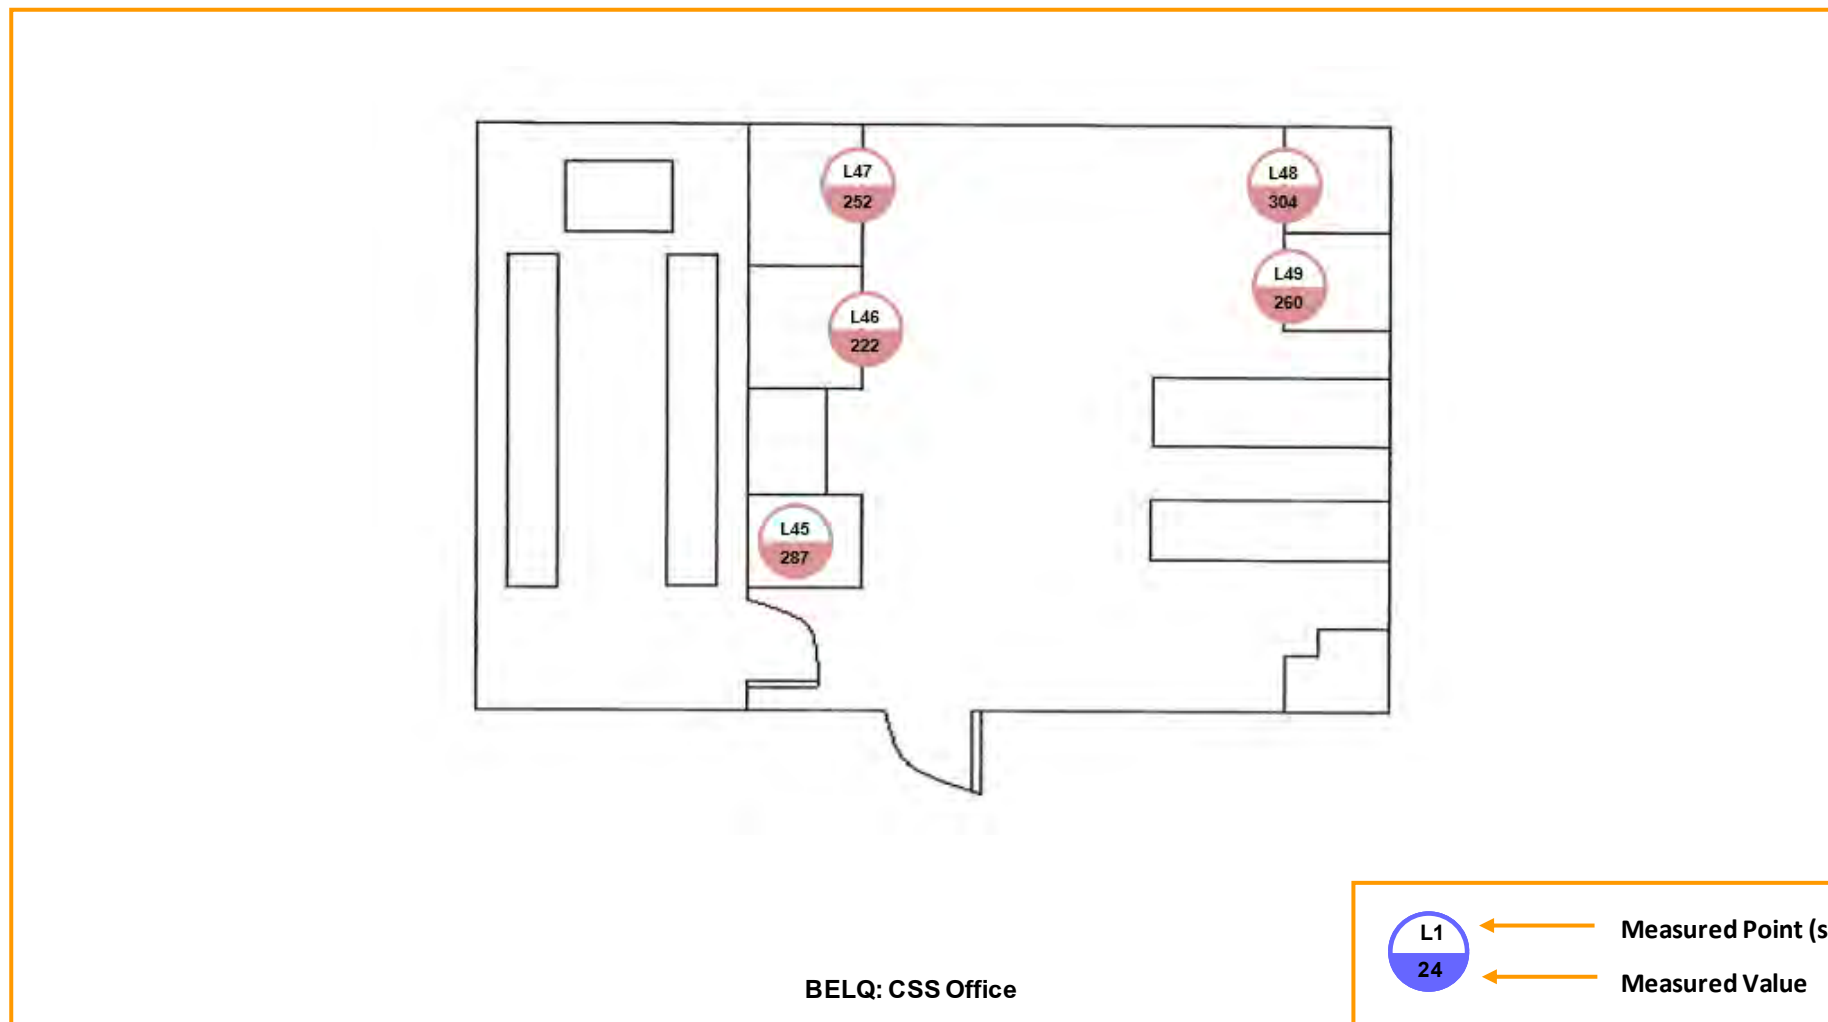 L47
252
L48
304
L49
260
L46
222
L45
287
L1
24
Measured Point (s
Measured Value
BELQ: CSS Office